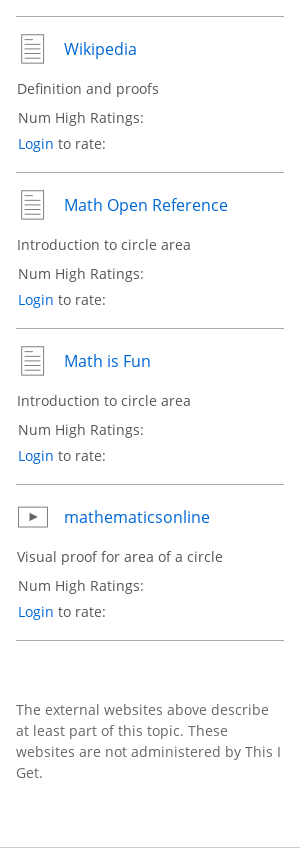 Wikipedia
Definition and proofs
Num High Ratings:
Login to rate:
Math Open Reference
Introduction to circle area
Num High Ratings:
Login to rate:
Math is Fun
Introduction to circle area
Num High Ratings:
Login to rate:
mathematicsonline
Visual proof for area of a circle
Num High Ratings:
Login to rate:
The external websites above describe
at least part of this topic. These
websites are not administered by This I
Get.